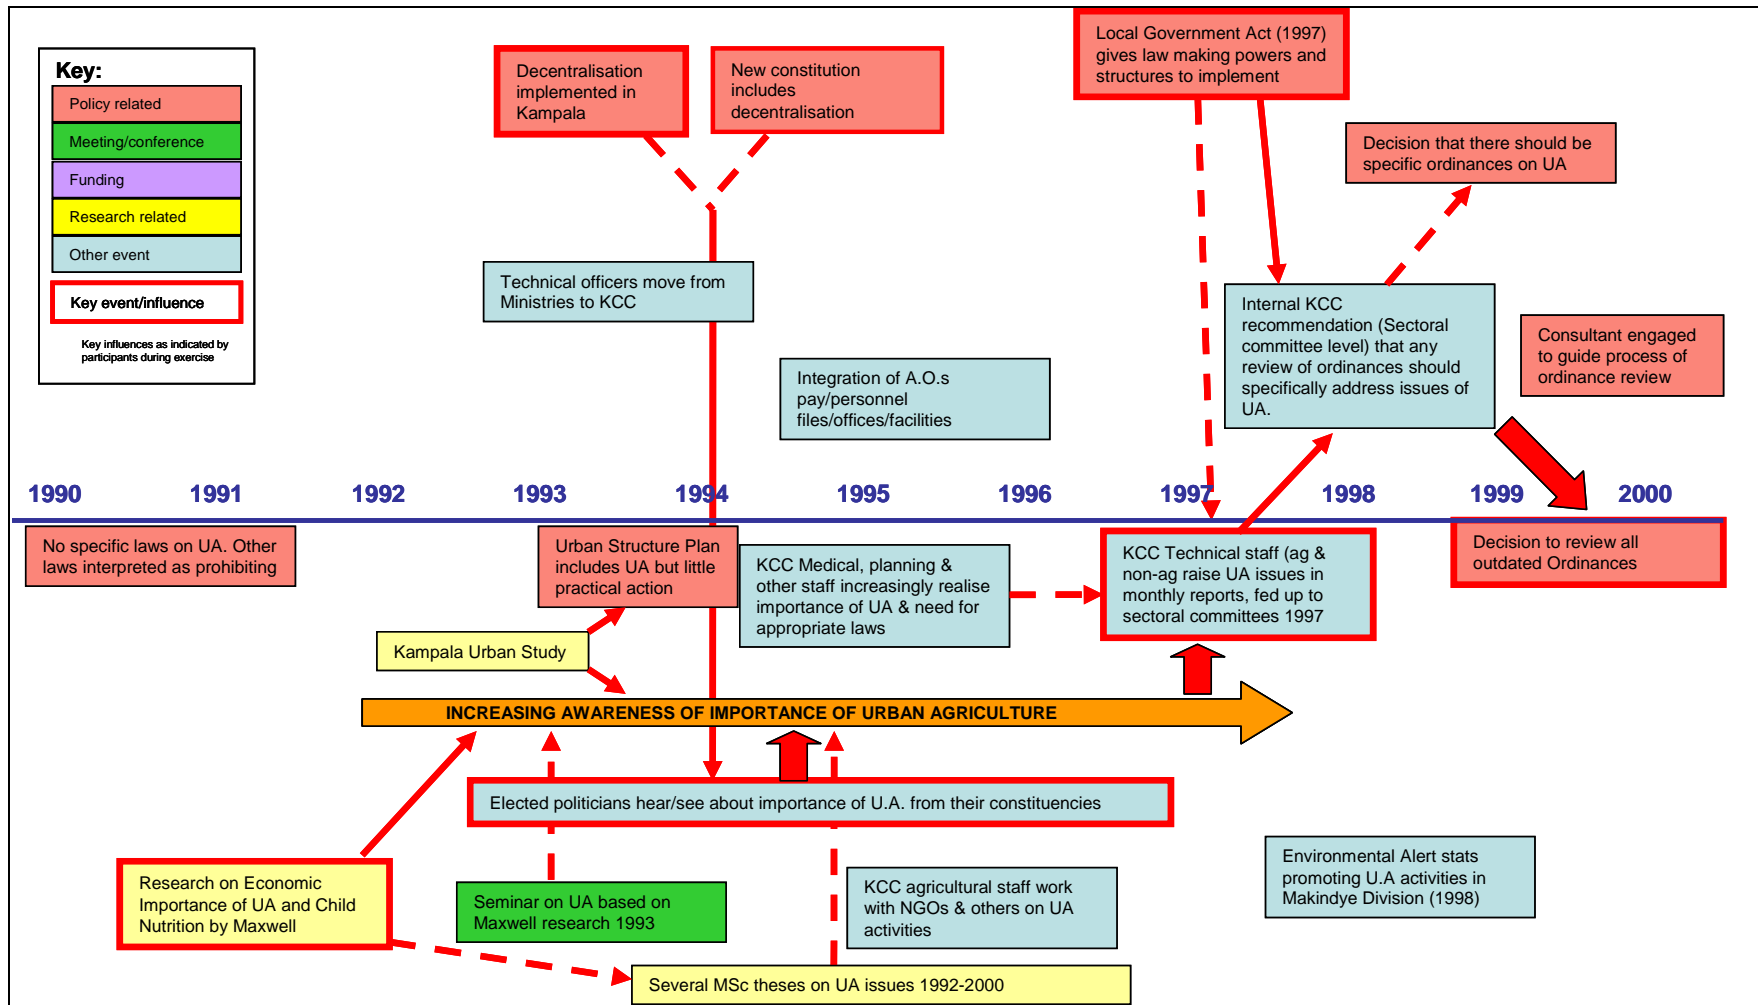 Key:
Policy related
Meeting/conference
Funding
Research related
Other event
Key event/influence
Key influences as indicated by
participants during exercise
Decentralisation
implemented in
Kampala
New constitution
includes
decentralisation
Local Government Act (1997)
gives law making powers and
structures to implement
Decision that there should be
specific ordinances on UA
Technical officers move from
Ministries to KCC
Internal KCC
recommendation (Sectoral
committee level) that any
review of ordinances should
specifically address issues of
UA.
Consultant engaged
to guide process of
ordinance review
Integration of A.O.s
pay/personnel
files/offices/facilities
1990 1991 1992 1993 1994 1995 1996 1997 1998 1999 2000
No specific laws on UA. Other
laws interpreted as prohibiting
Urban Structure Plan
includes UA but little
practical action
KCC Medical, planning &
other staff increasingly realise
importance of UA & need for
appropriate laws
KCC Technical staff (ag &
non-ag raise UA issues in
monthly reports, fed up to
sectoral committees 1997
Decision to review all
outdated Ordinances
Kampala Urban Study
INCREASING AWARENESS OF IMPORTANCE OF URBAN AGRICULTURE
Elected politicians hear/see about importance of U.A. from their constituencies
Research on Economic
Importance of UA and Child
Nutrition by Maxwell
Seminar on UA based on
Maxwell research 1993
KCC agricultural staff work
with NGOs & others on UA
activities
Environmental Alert stats
promoting U.A activities in
Makindye Division (1998)
Several MSc theses on UA issues 1992-2000